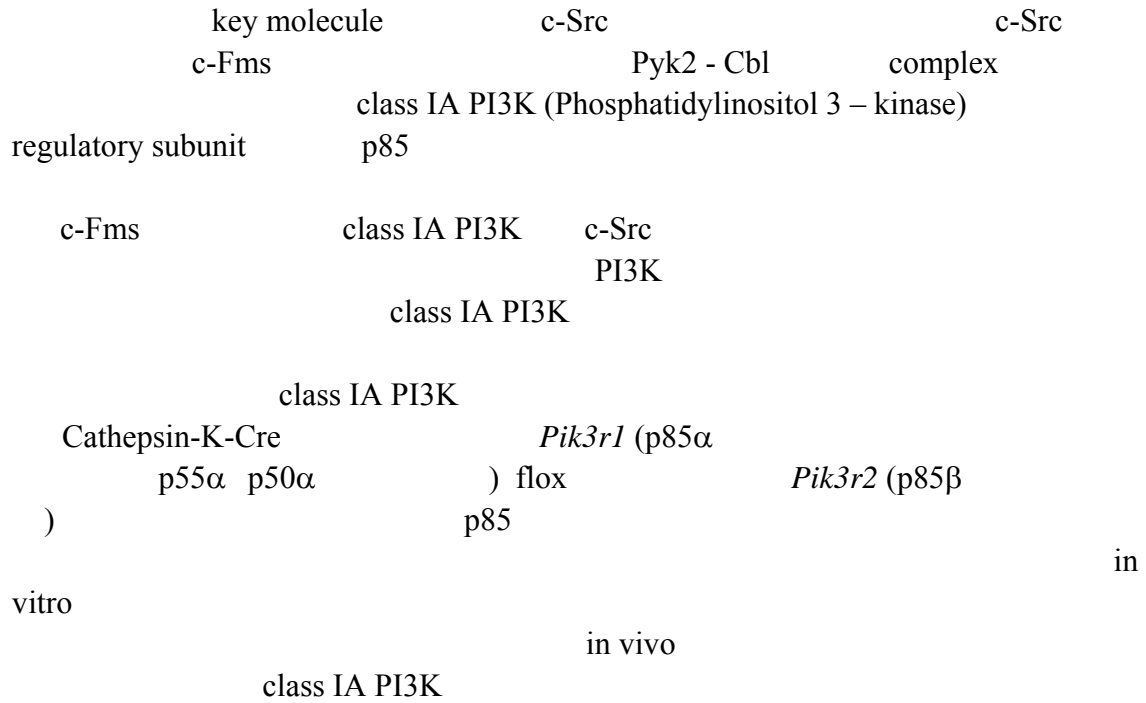 key molecule c-Src c-Src
c-Fms Pyk2 - Cbl complex
class IA PI3K (Phosphatidylinositol 3 – kinase)
regulatory subunit p85
c-Fms class IA PI3K c-Src
PI3K
class IA PI3K
class IA PI3K
Cathepsin-K-Cre Pik3r1 (p85α
p55α p50α ) flox Pik3r2 (p85β
) p85
in
vitro
in vivo
class IA PI3K